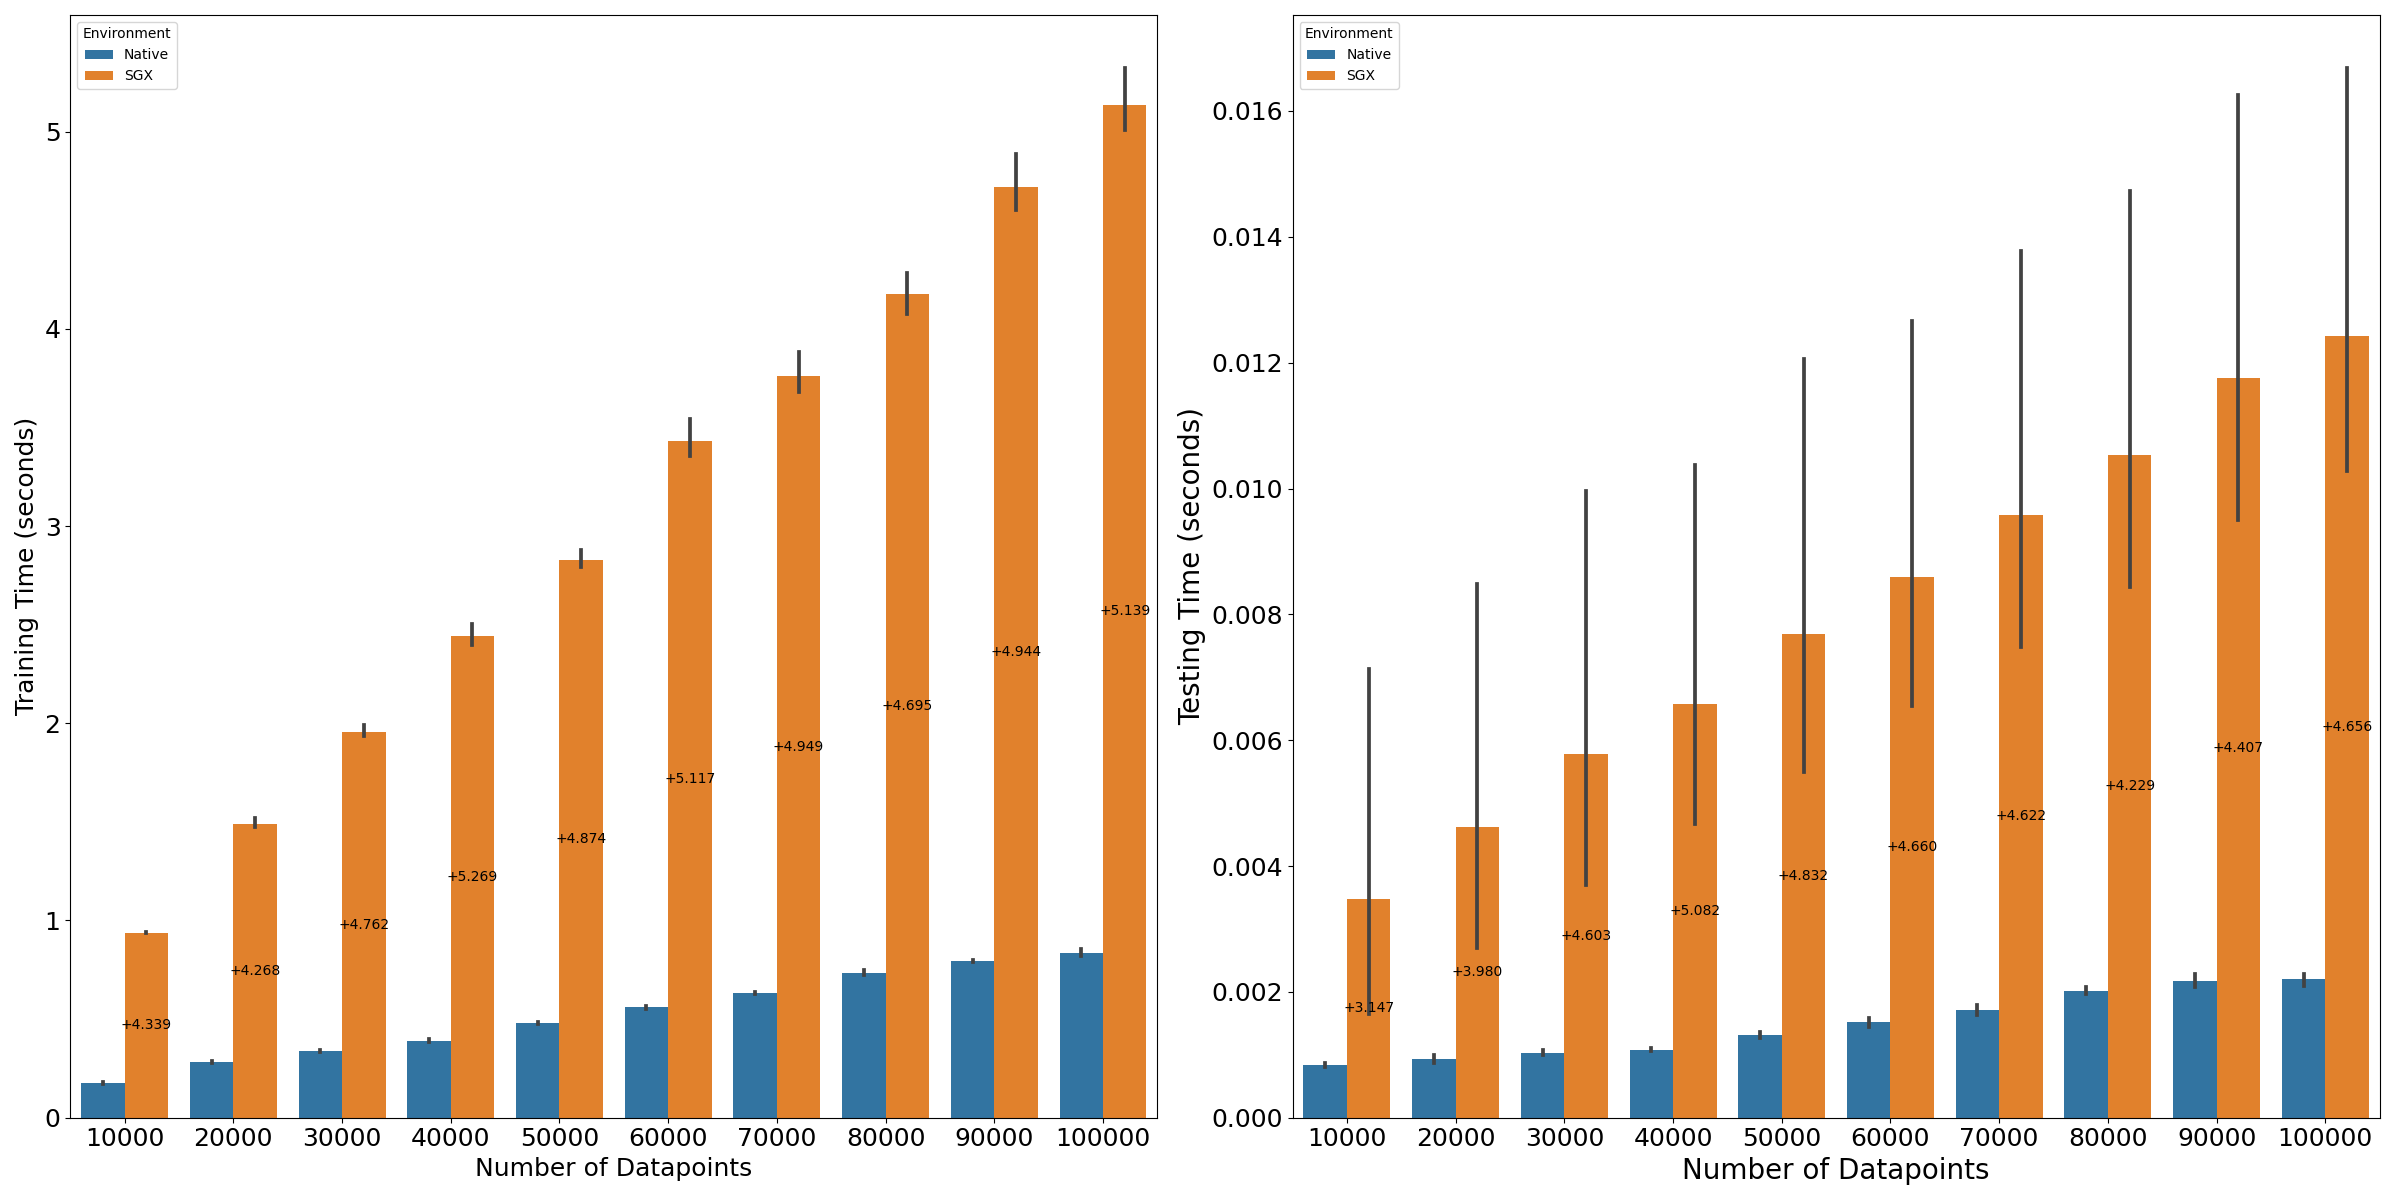 Environment
Native
SGX
5
4
3
2
1
0
Training Time (seconds)
+4.339
+4.268
+4.762
+5.269
+4.874
+5.117
+4.949
+4.695
+4.944
+5.139
10000 20000 30000 40000 50000 60000 70000 80000 90000 100000
Number of Datapoints
Environment
Native
SGX
0.016
0.014
0.012
0.010
0.008
0.006
0.004
0.002
0.000
Testing Time (seconds)
+3.147
+3.980
+4.603
+5.082
+4.832
+4.660
+4.622
+4.229
+4.407
+4.656
10000 20000 30000 40000 50000 60000 70000 80000 90000 100000
Number of Datapoints